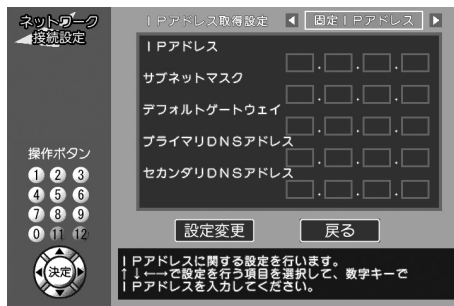 ネットワーク
接続設定
IPアドレス取得設定 ◀ 固定IPアドレス ▶
IPアドレス
サブネットマスク
デフォルトゲートウェイ
プライマリDNSアドレス
セカンダリDNSアドレス
操作ボタン
1 2 3
4 5 6
7 8 9
0 11 12
決定
設定変更 戻る
IPアドレスに関する設定を行います。
↑↓←→で設定を行う項目を選択して、数字キーで
IPアドレスを入力してください。